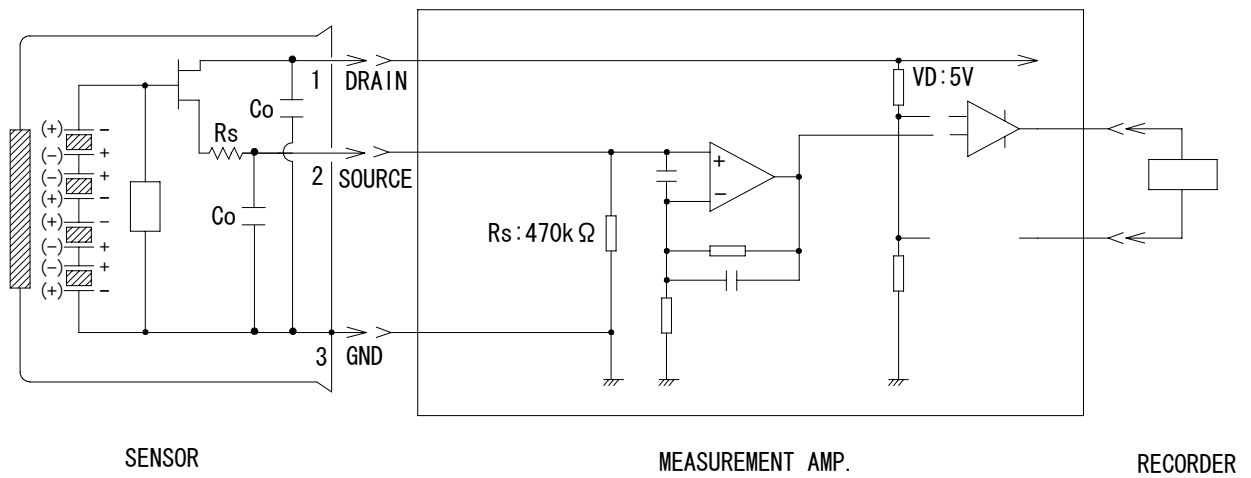 1 DRAIN
VD:5V
Co
Rs
(+) -
(-) +
(-) +
(+) -
(+) -
(-) +
(-) +
(+) -
2 SOURCE
+
-
Co
Rs:470kΩ
3 GND
SENSOR
MEASUREMENT AMP.
RECORDER